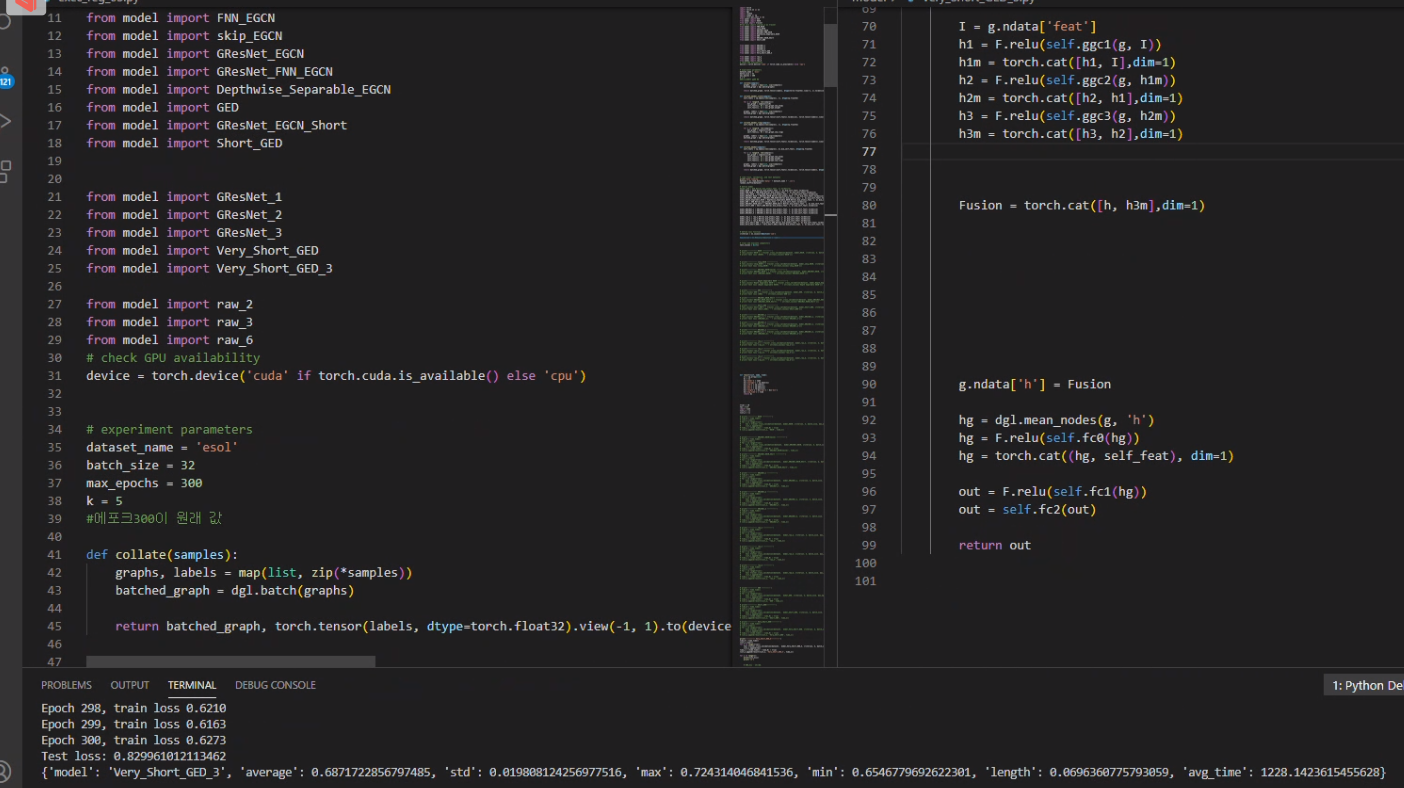 11 from model import FNN_EGCN
12 from model import skip_EGCN
13 from model import GResNet_EGCN
14 from model import GResNet_FNN_EGCN
15 from model import Depthwise_Separable_EGCN
16 from model import GED
17 from model import GResNet_EGCN_Short
18 from model import Short_GED
19
20
21 from model import GResNet_1
22 from model import GResNet_2
23 from model import GResNet_3
24 from model import Very_Short_GED
25 from model import Very_Short_GED_3
26
27 from model import raw_2
28 from model import raw_3
29 from model import raw_6
30 # check GPU availability
31 device = torch.device('cuda' if torch.cuda.is_available() else 'cpu')
32
33
34 # experiment parameters
35 dataset_name = 'esol'
36 batch_size = 32
37 max_epochs = 300
38 k = 5
39 #에포크300이 원래 값
40
41 def collate(samples):
42 graphs, labels = map(list, zip(*samples))
43 batched_graph = dgl.batch(graphs)
44
45 return batched_graph, torch.tensor(labels, dtype=torch.float32).view(-1, 1).to(device
46
47
121
69
70 I = g.ndata['feat']
71 h1 = F.relu(self.ggc1(g, I))
72 h1m = torch.cat([h1, I],dim=1)
73 h2 = F.relu(self.ggc2(g, h1m))
74 h2m = torch.cat([h2, h1],dim=1)
75 h3 = F.relu(self.ggc3(g, h2m))
76 h3m = torch.cat([h3, h2],dim=1)
77
78
79
80 Fusion = torch.cat([h, h3m],dim=1)
81
82
83
84
85
86
87
88
89
90 g.ndata['h'] = Fusion
91
92 hg = dgl.mean_nodes(g, 'h')
93 hg = F.relu(self.fc0(hg))
94 hg = torch.cat((hg, self_feat), dim=1)
95
96 out = F.relu(self.fc1(hg))
97 out = self.fc2(out)
98
99 return out
100
101
PROBLEMS OUTPUT TERMINAL DEBUG CONSOLE
1: Python De
Epoch 298, train loss 0.6210
Epoch 299, train loss 0.6163
Epoch 300, train loss 0.6273
Test loss: 0.829961012113462
{'model': 'Very_Short_GED_3', 'average': 0.6871722856797485, 'std': 0.019808124256977516, 'max': 0.724314046841536, 'min': 0.6546779692622301, 'length': 0.0696360775793059, 'avg_time': 1228.1423615455628}